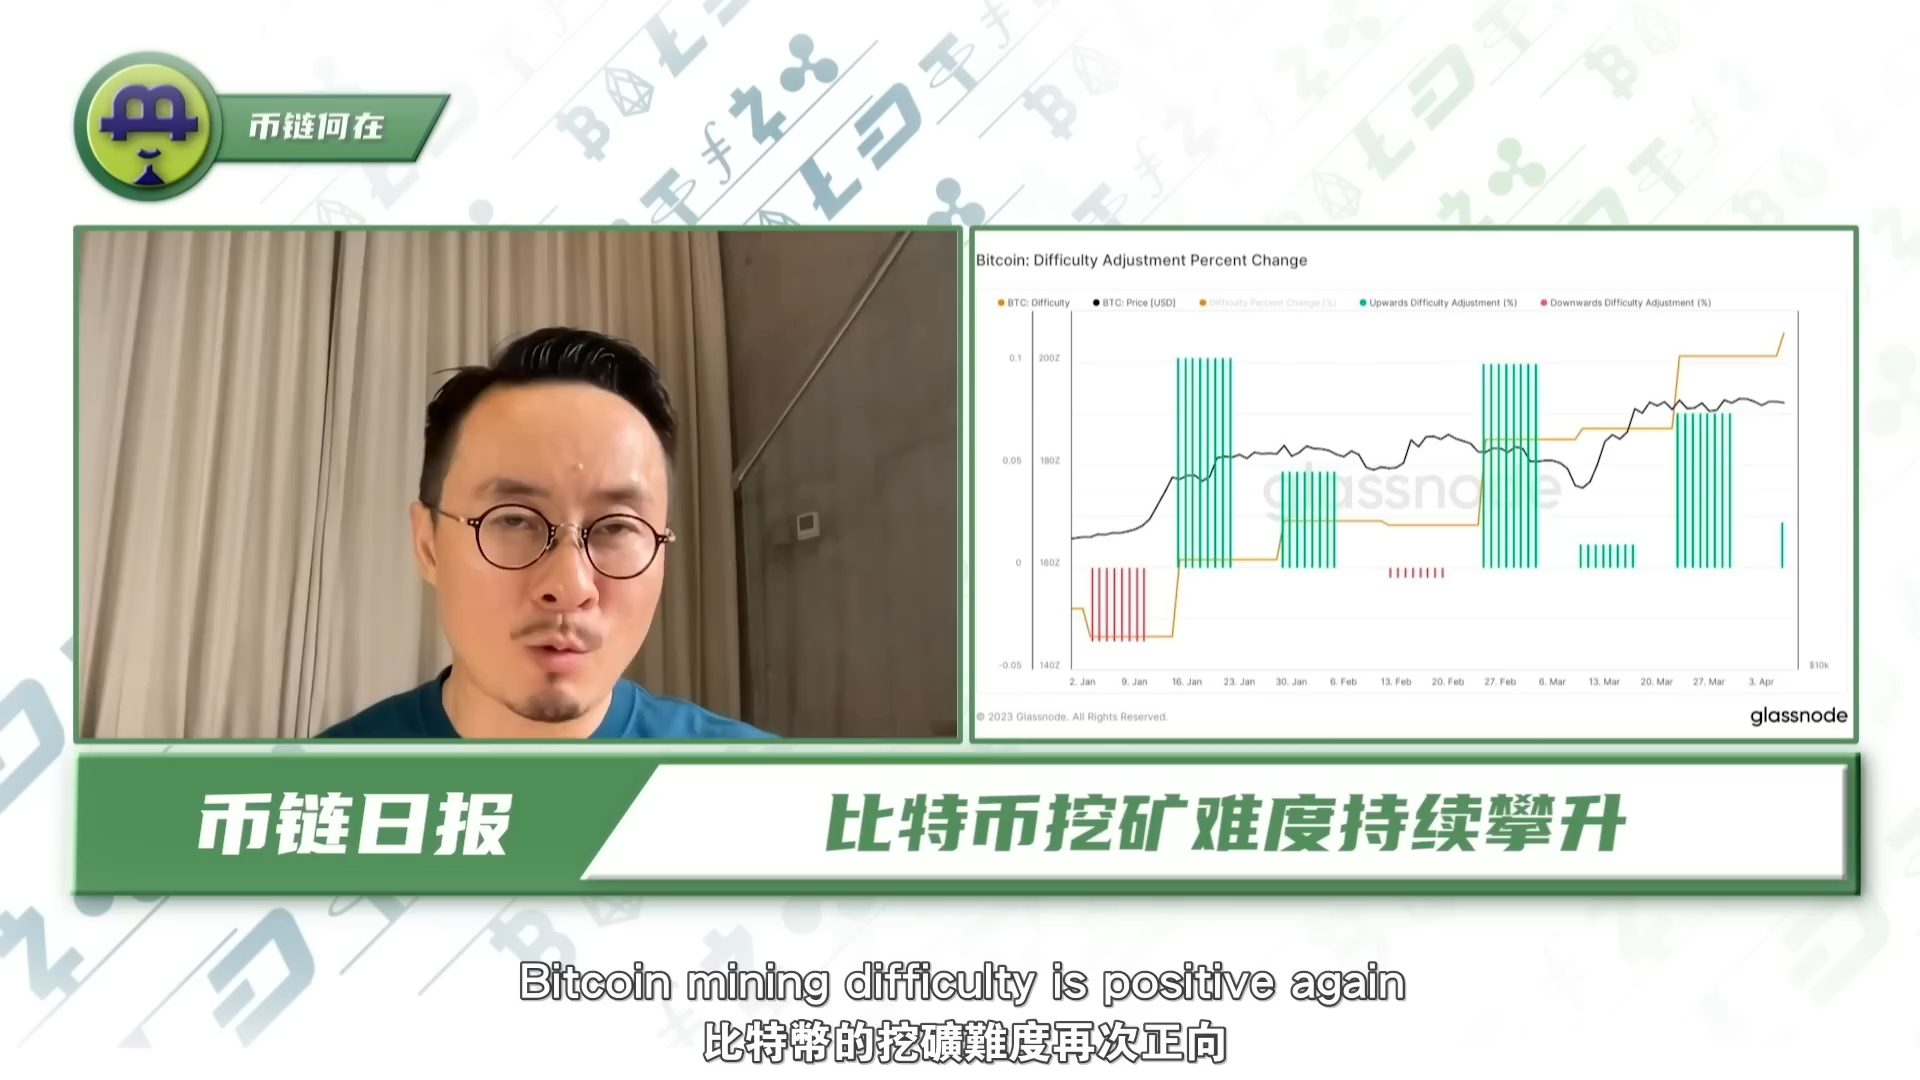 币链何在
Bitcoin: Difficulty Adjustment Percent Change
BTC: Difficulty
BTC: Price [USD]
Difficulty Percent Change (%)
Upwards Difficulty Adjustment (%)
Downwards Difficulty Adjustment (%)
0.1 200Z
0.05 180Z
glassnode
0 160Z
-0.05 140Z $10k
2. Jan 9. Jan 16. Jan 23. Jan 30. Jan 6. Feb 13. Feb 20. Feb 27. Feb 6. Mar 13. Mar 20. Mar 27. Mar 3. Apr
© 2023 Glassnode. All Rights Reserved.
glassnode
币链日报
比特币挖矿难度持续攀升
Bitcoin mining difficulty is positive again
比特幣的挖礦難度再次正向